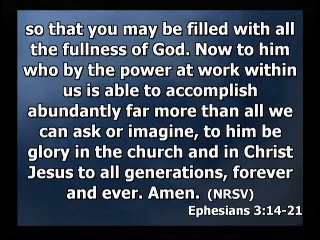 so that you may be filled with all
the fullness of God. Now to him
who by the power at work within
us is able to accomplish
abundantly far more than all we
can ask or imagine, to him be
glory in the church and in Christ
Jesus to all generations, forever
and ever. Amen. (NRSV)
Ephesians 3:14-21